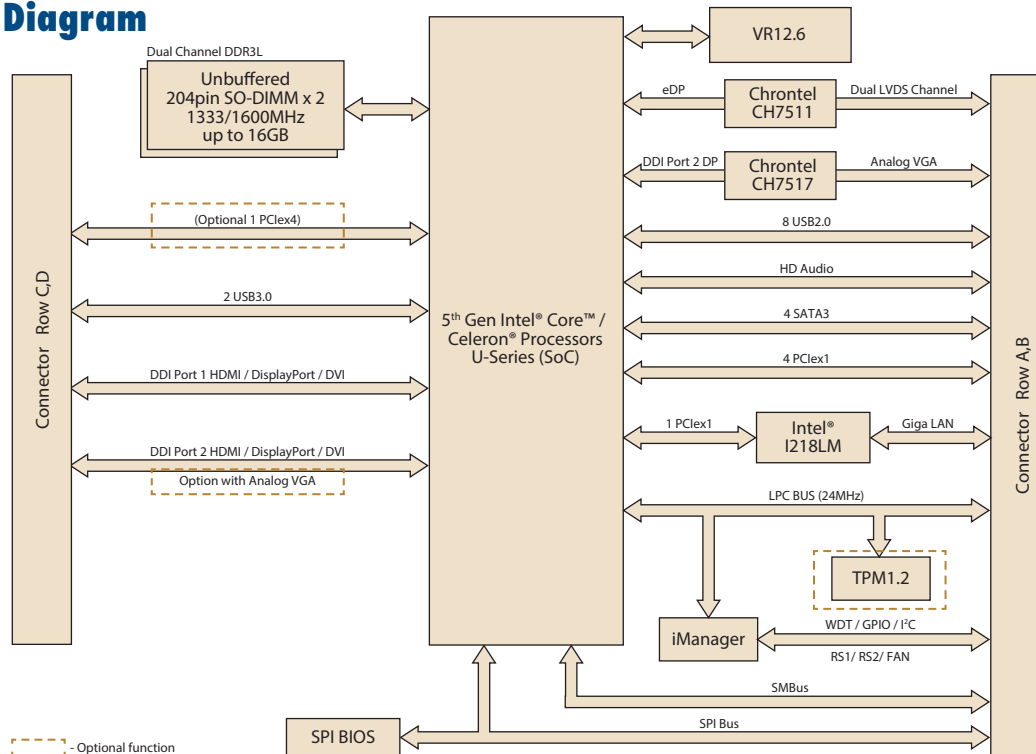 Diagram
Dual Channel DDR3L
Unbuffered
204pin SO-DIMM x 2
1333/1600MHz
up to 16GB
VR12.6
eDP
Chrontel
CH7511
Dual LVDS Channel
DDI Port 2 DP
Chrontel
CH7517
Analog VGA
(Optional 1 PCIex4)
8 USB2.0
HD Audio
2 USB3.0
5th Gen Intel® Core™ /
Celeron® Processors
U-Series (SoC)
4 SATA3
4 PCIex1
Connector Row C,D
Connector Row A,B
DDI Port 1 HDMI / DisplayPort / DVI
1 PCIex1
Intel®
I218LM
Giga LAN
DDI Port 2 HDMI / DisplayPort / DVI
Option with Analog VGA
LPC BUS (24MHz)
TPM1.2
iManager
WDT / GPIO / I²C
RS1/ RS2/ FAN
SMBus
SPI Bus
SPI BIOS
- Optional function